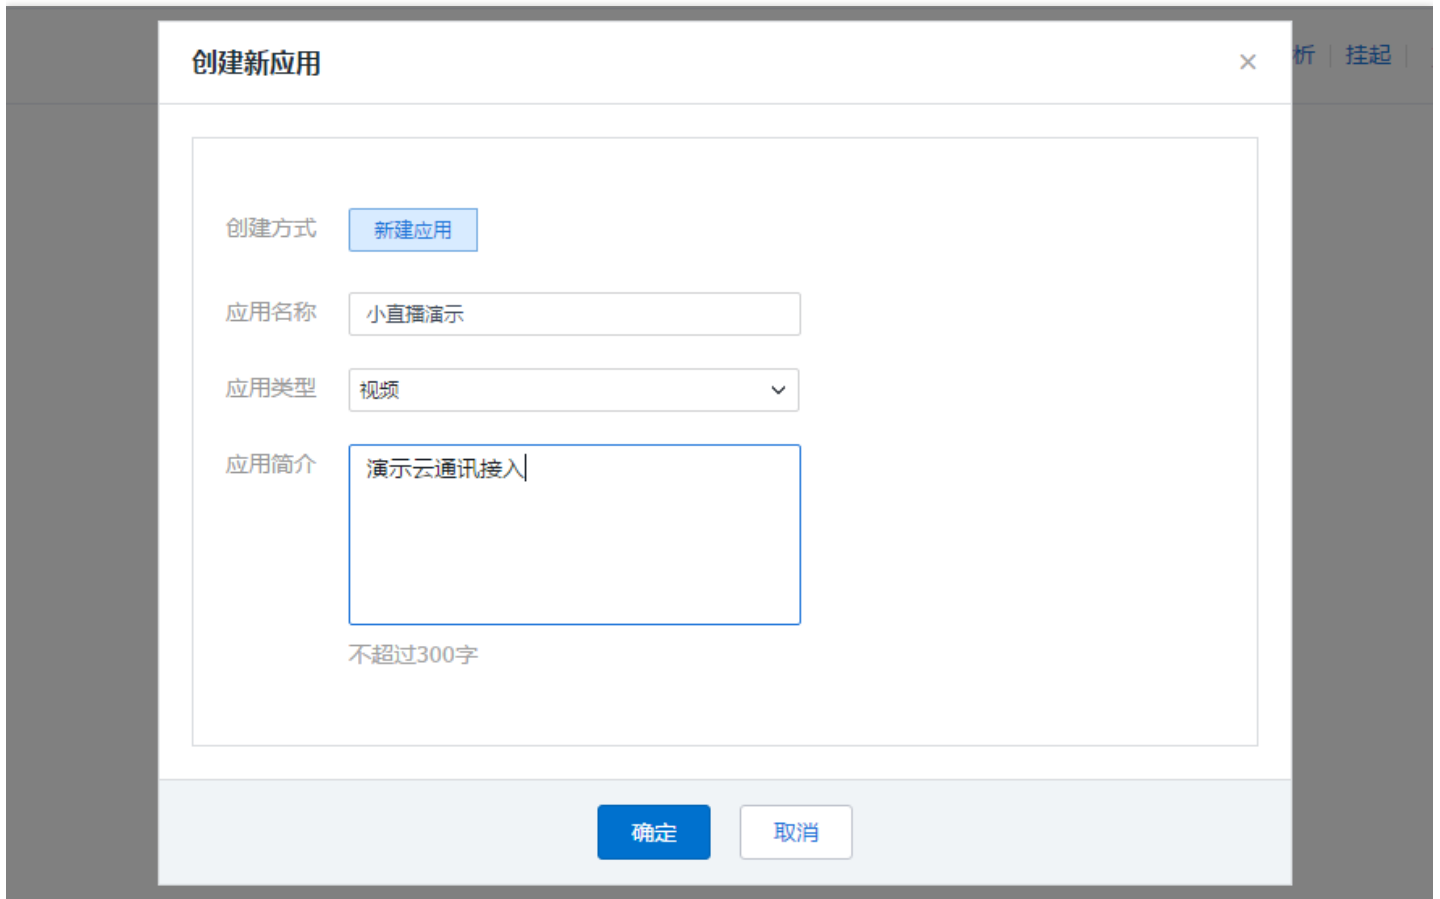 创建新应用
×
析 挂起
创建方式 新建应用
应用名称 小直播演示
应用类型 视频
应用简介 演示云通讯接入
不超过300字
确定 取消